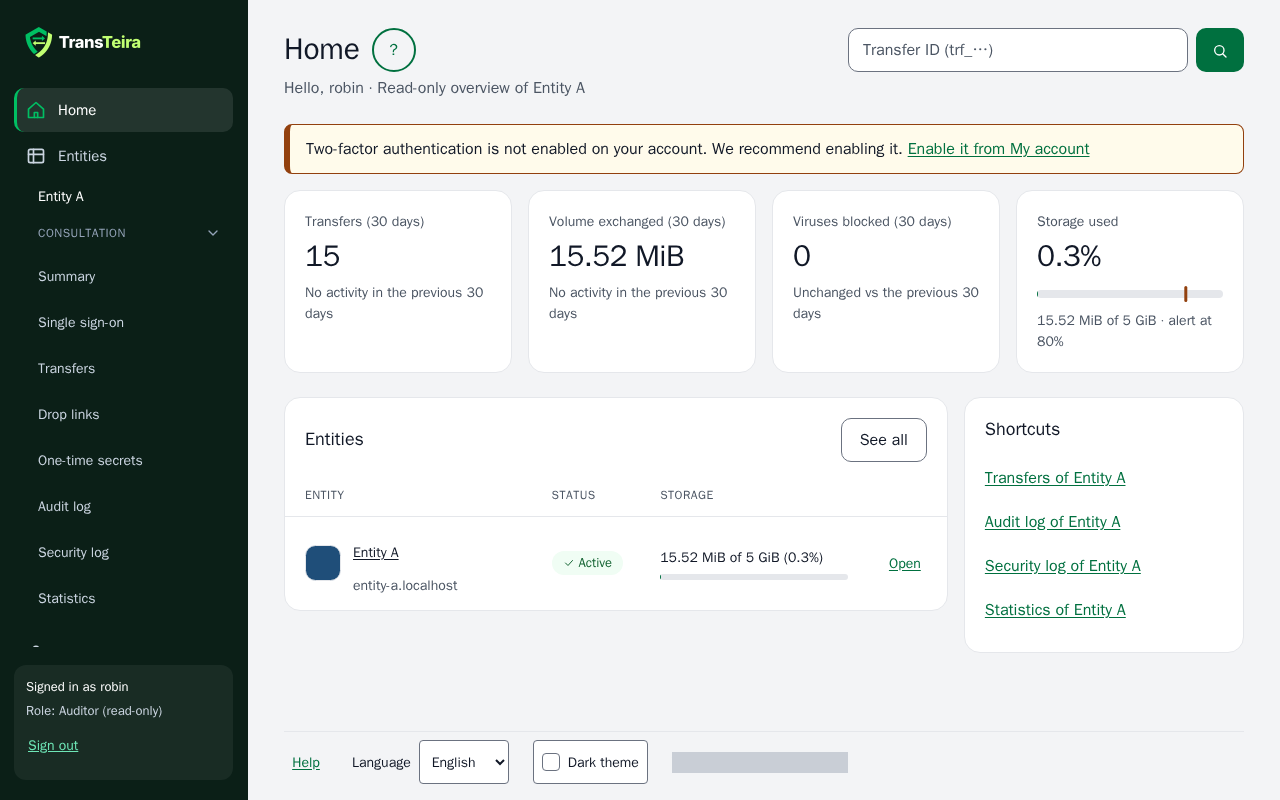 TransTeira
Home
Entities
Entity A
CONSULTATION
Summary
Single sign-on
Transfers
Drop links
One-time secrets
Audit log
Security log
Statistics
Signed in as robin
Role: Auditor (read-only)
Sign out
Home ?
Transfer ID (trf_···)
Hello, robin · Read-only overview of Entity A
Two-factor authentication is not enabled on your account. We recommend enabling it. Enable it from My account
Transfers (30 days)
15
No activity in the previous 30
days
Volume exchanged (30 days)
15.52 MiB
No activity in the previous 30
days
Viruses blocked (30 days)
0
Unchanged vs the previous 30
days
Storage used
0.3%
15.52 MiB of 5 GiB · alert at
80%
Entities
See all
ENTITY STATUS STORAGE
Entity A
entity-a.localhost
Active
15.52 MiB of 5 GiB (0.3%)
Open
Shortcuts
Transfers of Entity A
Audit log of Entity A
Security log of Entity A
Statistics of Entity A
Help Language English Dark theme